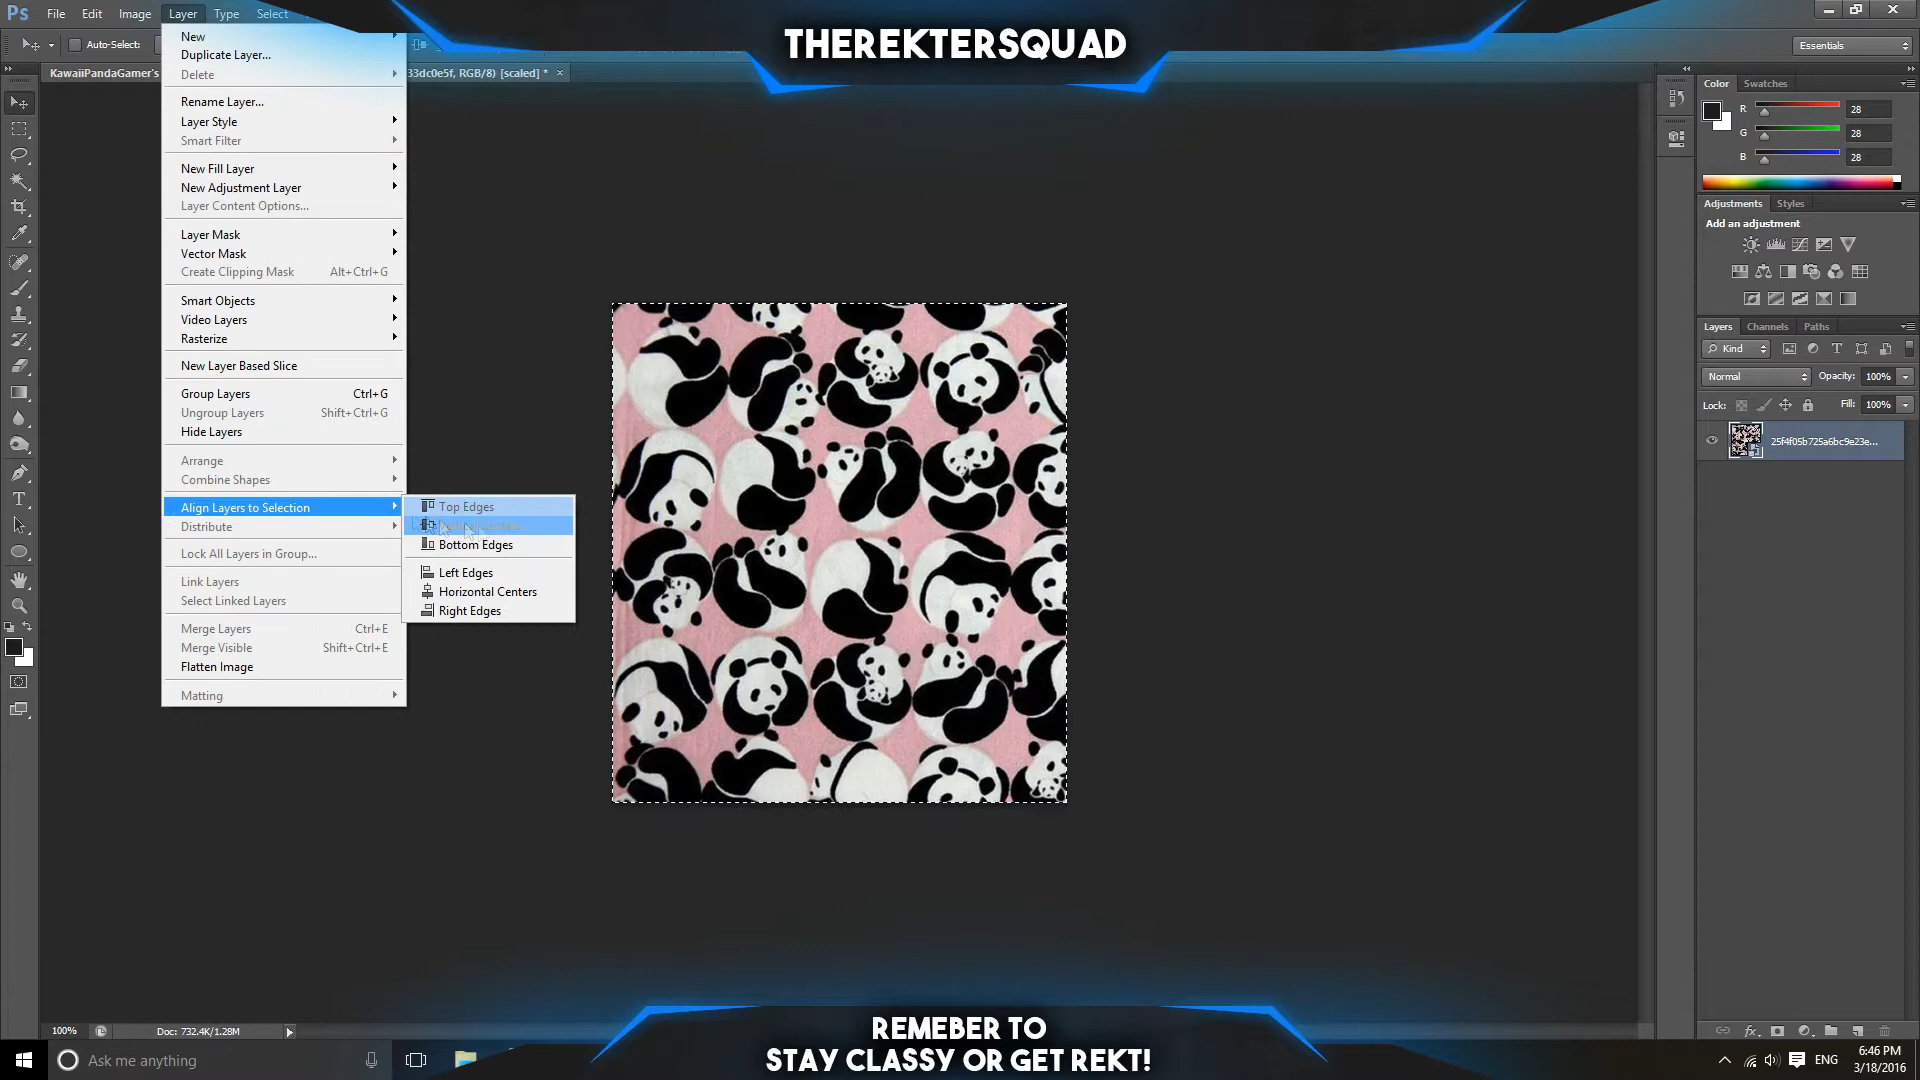 Ps File Edit Image Layer Type Select
THEREKTERSQUAD
Auto-Select:
Essentials
KawaiiPandaGamer's
33dc0e5f, RGB/8) [scaled] * ×
New
Duplicate Layer...
Delete
Rename Layer...
Layer Style
Smart Filter
New Fill Layer
New Adjustment Layer
Layer Content Options...
Layer Mask
Vector Mask
Create Clipping Mask Alt+Ctrl+G
Smart Objects
Video Layers
Rasterize
New Layer Based Slice
Group Layers Ctrl+G
Ungroup Layers Shift+Ctrl+G
Hide Layers
Arrange
Combine Shapes
Align Layers to Selection
Distribute
Lock All Layers in Group...
Link Layers
Select Linked Layers
Merge Layers Ctrl+E
Merge Visible Shift+Ctrl+E
Flatten Image
Matting
Top Edges
Bottom Edges
Left Edges
Horizontal Centers
Right Edges
Color Swatches
R 28
G 28
B 28
Adjustments Styles
Add an adjustment
Layers Channels Paths
Kind
Normal Opacity: 100%
Lock: Fill: 100%
25f4f05b725a6bc9e23e...
100% Doc: 732.4K/1.28M
REMEBER TO
STAY CLASSY OR GET REKT!
Ask me anything
ENG
6:46 PM
3/18/2016